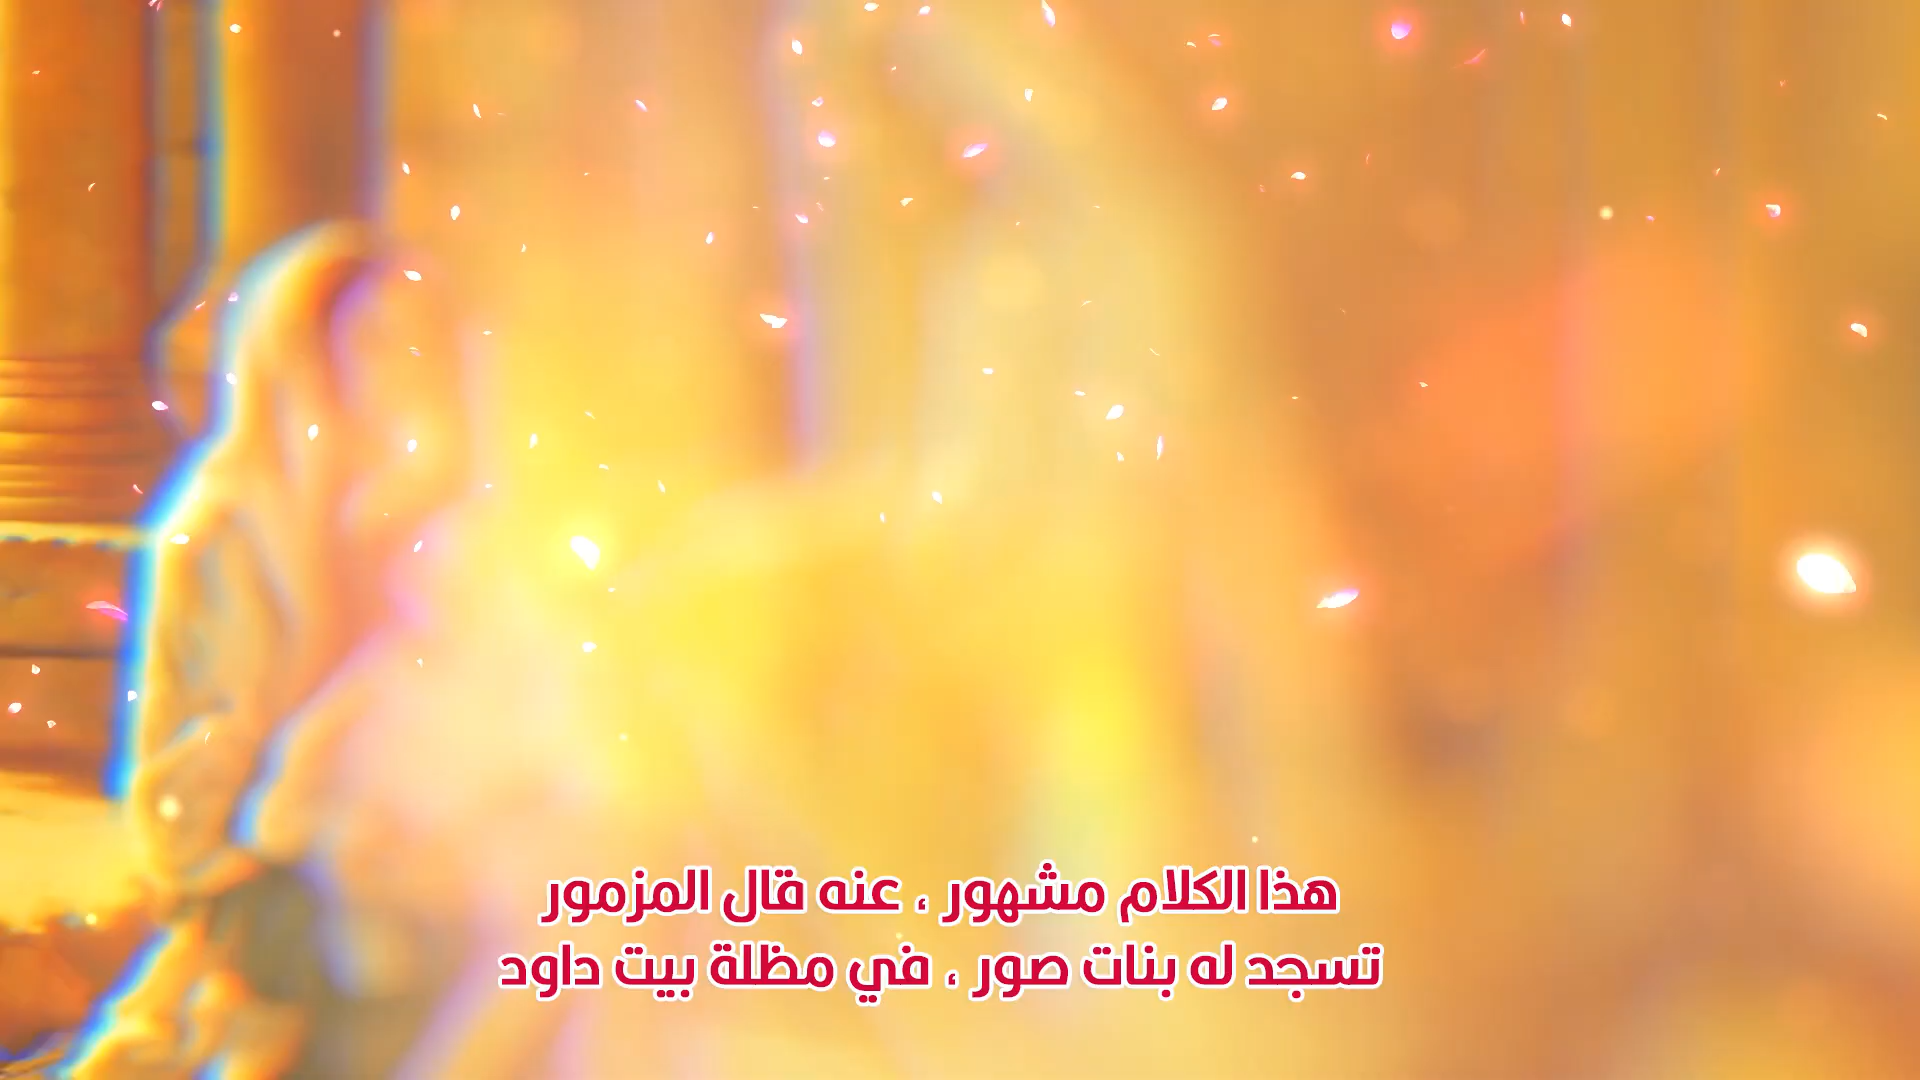 هذا الكلام مشهور ، عنه قال المزمور
تسجد له بنات صور ، في مظلة بيت داود